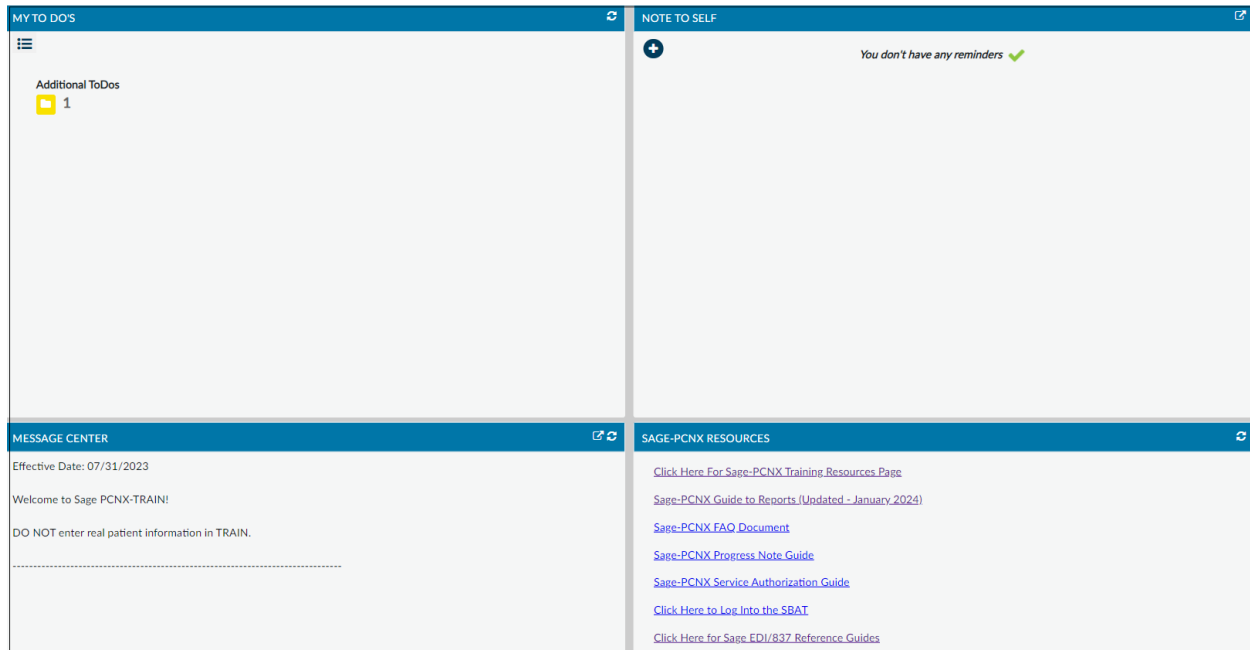 MY TO DO'S
Additional ToDos
1
NOTE TO SELF
You don't have any reminders
MESSAGE CENTER
Effective Date: 07/31/2023
Welcome to Sage PCNX-TRAIN!
DO NOT enter real patient information in TRAIN.
--------------------------------------------------------------------------------
SAGE-PCNX RESOURCES
Click Here For Sage-PCNX Training Resources Page
Sage-PCNX Guide to Reports (Updated - January 2024)
Sage-PCNX FAQ Document
Sage-PCNX Progress Note Guide
Sage-PCNX Service Authorization Guide
Click Here to Log Into the SBAT
Click Here for Sage EDI/837 Reference Guides